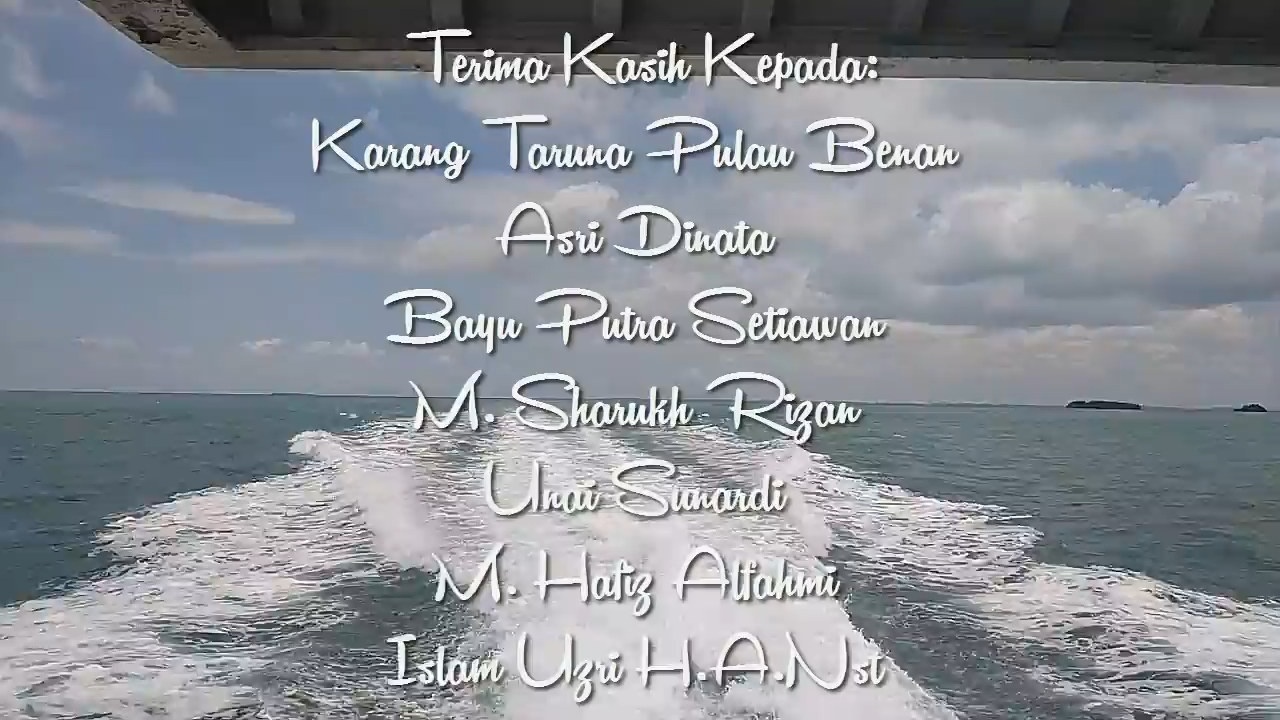 Terima Kasih Kepada:
Karang Taruna Pulau Benan
Asri Dinata
Bayu Putra Setiawan
M. Sharukh Rizan
Unai Sunardi
M. Hafiz Alfahmi
Islam Uzri H.A.Nst